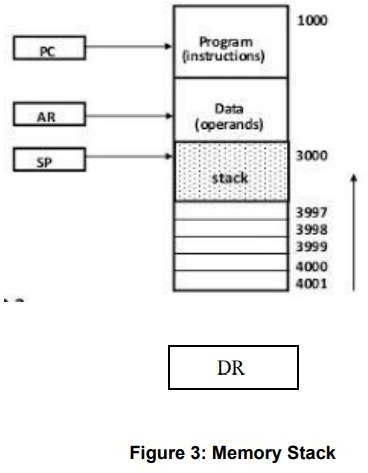 1000
PC
Program
(instructions)
AR
Data
(operands)
SP
3000
stack
3997
3998
3999
4000
4001
DR
Figure 3: Memory Stack